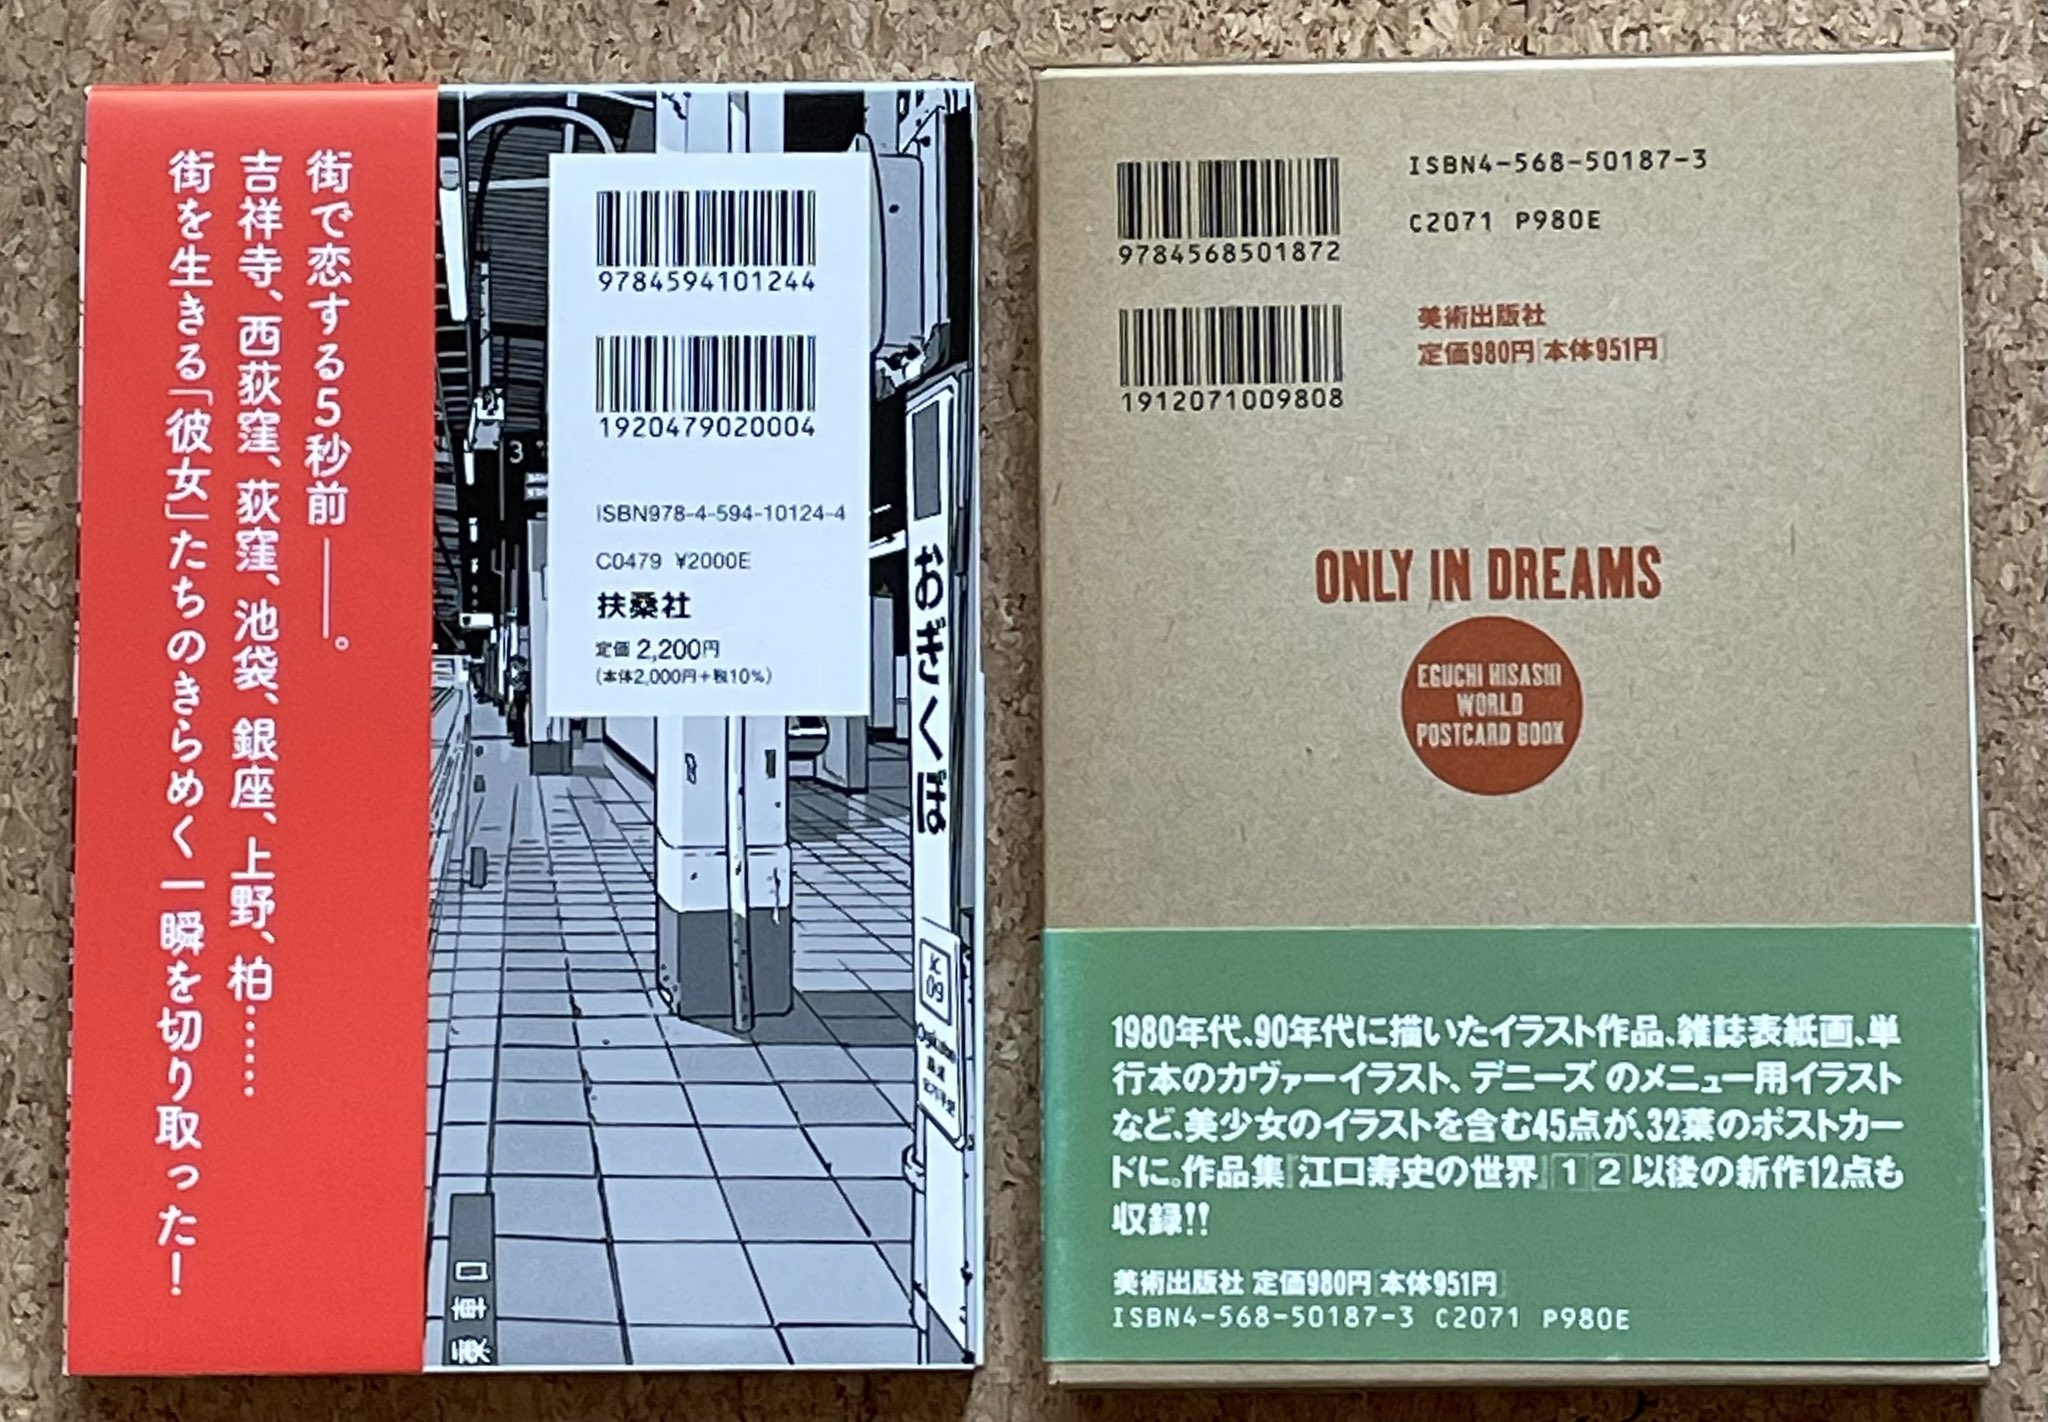 街で恋する5秒前――。
吉祥寺、西荻窪、荻窪、池袋、銀座、上野、柏……
街を生きる「彼女」たちのきらめく一瞬を切り取った!
9784594101244
1920479020004
ISBN978-4-594-10124-4
C0479 ¥2000E
扶桑社
定価 2,200円
(本体2,000円+税10%)
3
おぎくぼ
JC
09
Ogikubo
乗車口
9784568501872
ISBN4-568-50187-3
C2071 P980E
1912071009808
美術出版社
定価980円[本体951円]
ONLY IN DREAMS
EGUCHI HISASHI
WORLD
POSTCARD BOOK
1980年代、90年代に描いたイラスト作品、雑誌表紙画、単
行本のカヴァーイラスト、デニーズのメニュー用イラスト
など、美少女のイラストを含む45点が、32葉のポストカー
ドに。作品集『江口寿史の世界』[1][2]以後の新作12点も
収録!!
美術出版社 定価980円[本体951円]
ISBN4-568-50187-3 C2071 P980E